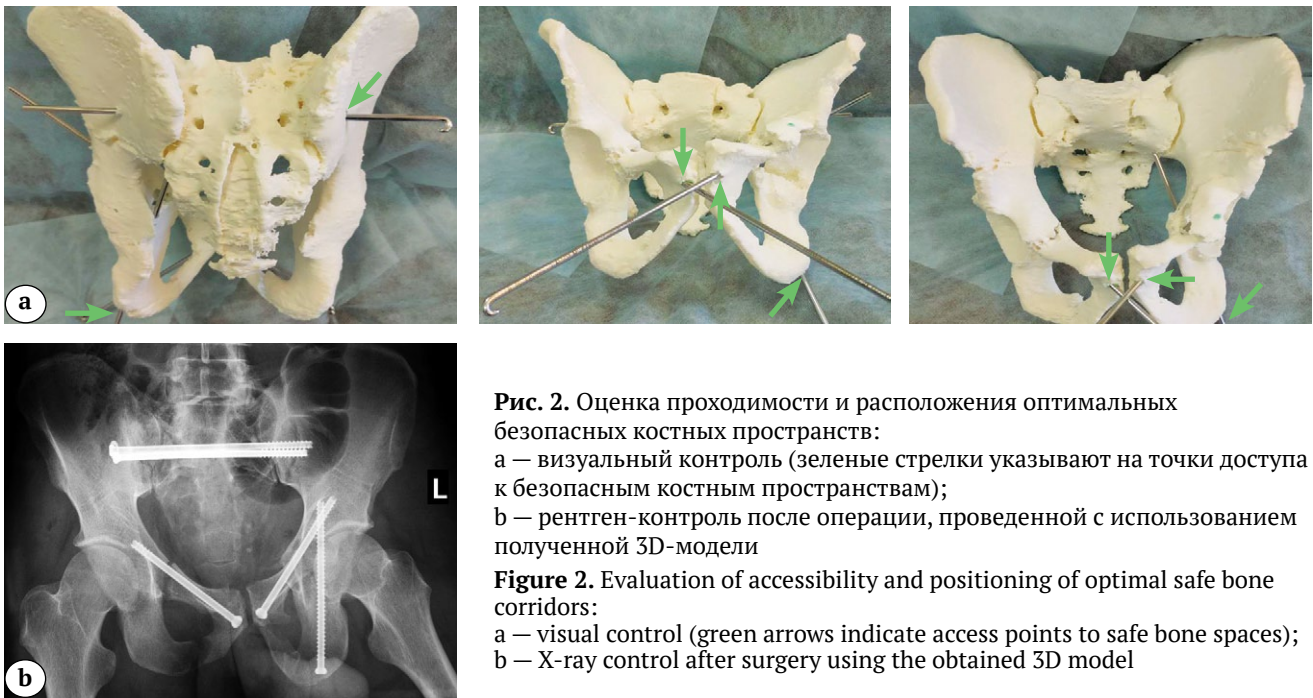 a
L
b
Рис. 2. Оценка проходимости и расположения оптимальных
безопасных костных пространств:
a — визуальный контроль (зеленые стрелки указывают на точки доступа
к безопасным костным пространствам);
b — рентген-контроль после операции, проведенной с использованием
полученной 3D-модели
Figure 2. Evaluation of accessibility and positioning of optimal safe bone
corridors:
a — visual control (green arrows indicate access points to safe bone spaces);
b — X-ray control after surgery using the obtained 3D model